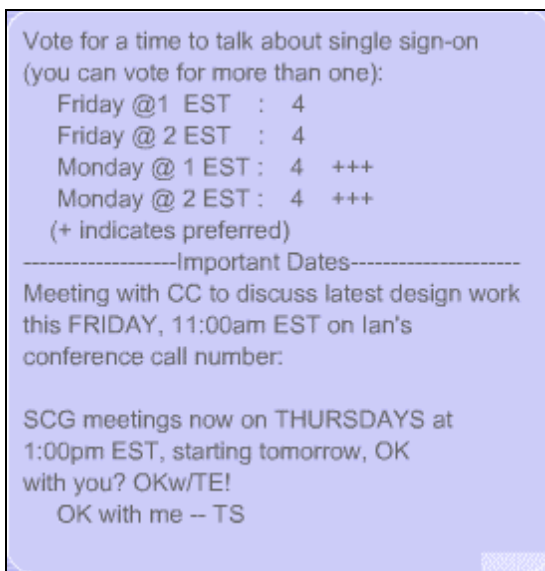 Vote for a time to talk about single sign-on
(you can vote for more than one):
Friday @1 EST : 4
Friday @ 2 EST : 4
Monday @ 1 EST : 4 +++
Monday @ 2 EST : 4 +++
(+ indicates preferred)
-------------------Important Dates---------------------
Meeting with CC to discuss latest design work
this FRIDAY, 11:00am EST on Ian's
conference call number:
SCG meetings now on THURSDAYS at
1:00pm EST, starting tomorrow, OK
with you? OKw/TE!
OK with me -- TS